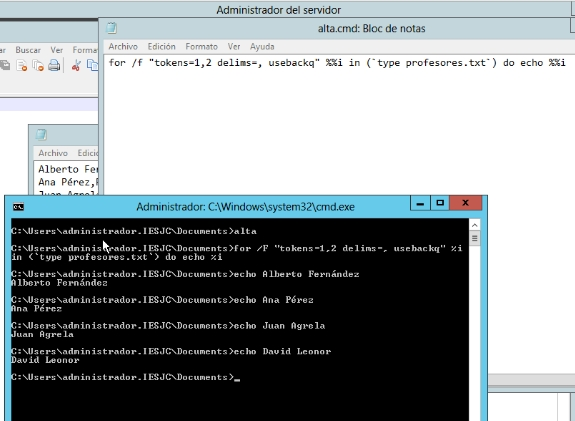 Administrador del servidor
alta.cmd: Bloc de notas
Buscar Ver Forma
Archivo Edición Formato Ver Ayuda
for /f "tokens=1,2 delims=, usebackq" %%i in (`type profesores.txt`) do echo %%i
Archivo
Alberto Fer
Ana Pérez,
Administrador: C:\Windows\system32\cmd.exe
C:\Users\administrador.IESJC\Documents>alta
C:\Users\administrador.IESJC\Documents>for /F "tokens=1,2 delims=, usebackq" %i
in (`type profesores.txt`) do echo %i
C:\Users\administrador.IESJC\Documents>echo Alberto Fernández
Alberto Fernández
C:\Users\administrador.IESJC\Documents>echo Ana Pérez
Ana Pérez
C:\Users\administrador.IESJC\Documents>echo Juan Agrela
Juan Agrela
C:\Users\administrador.IESJC\Documents>echo David Leonor
David Leonor
C:\Users\administrador.IESJC\Documents>_